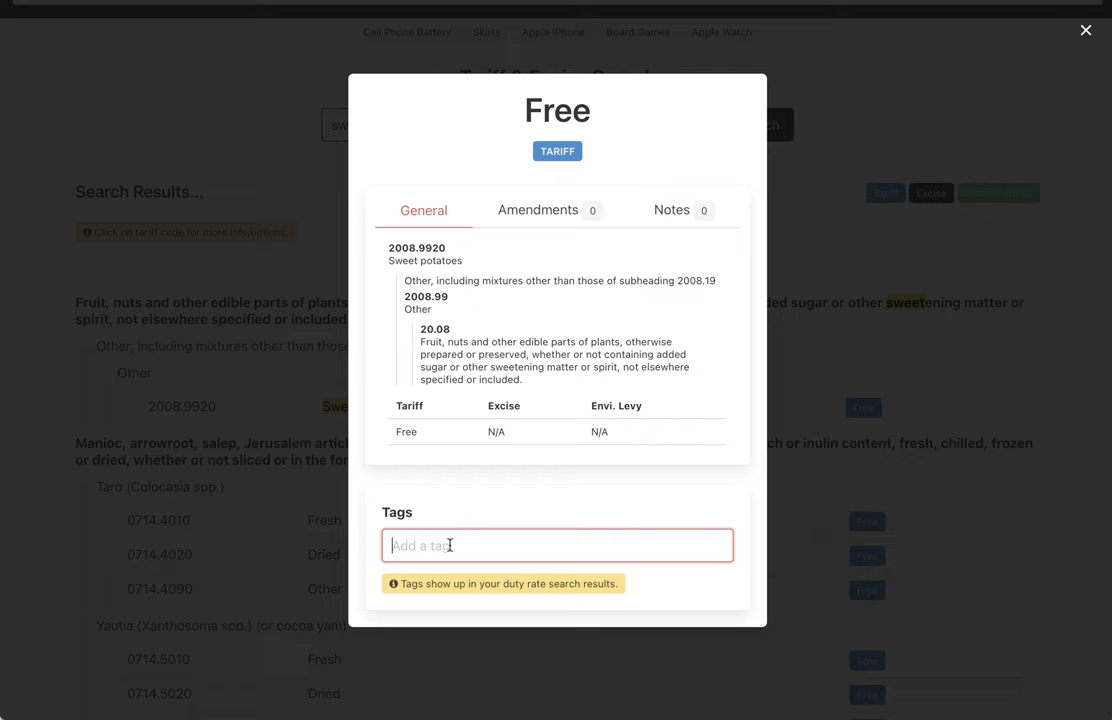 Cell Phone Battery Skirts Apple iPhone Board Games Apple Watch
Free
TARIFF
Search Results...
Tariff Excise
Click on tariff code for more info/options.
General Amendments 0 Notes 0
2008.9920
Sweet potatoes
Other, including mixtures other than those of subheading 2008.19
2008.99
Other
20.08
Fruit, nuts and other edible parts of plants, otherwise
prepared or preserved, whether or not containing added
sugar or other sweetening matter or spirit, not elsewhere
specified or included.
Tariff Excise Envi. Levy
Free N/A N/A
Tags
Add a tag
Tags show up in your duty rate search results.
Fruit, nuts and other edible parts of plants ed sugar or other sweetening matter or
spirit, not elsewhere specified or included
Other, including mixtures other than those
Other
2008.9920 Swe Free
Manioc, arrowroot, salep, Jerusalem artic ch or inulin content, fresh, chilled, frozen
or dried, whether or not sliced or in the for
Taro (Colocasia spp.)
0714.4010 Fresh Free
0714.4020 Dried Free
0714.4090 Other Free
Yautia (Xanthosoma spp.) (or cocoa yam)
0714.5010 Fresh Free
0714.5020 Dried Free